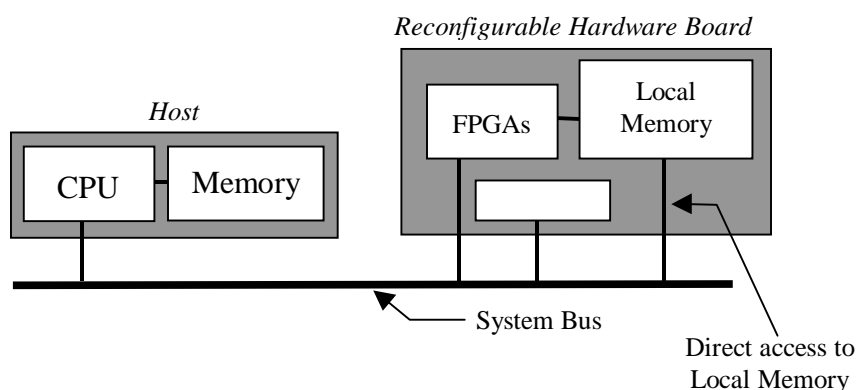 Reconfigurable Hardware Board
Host
CPU
Memory
FPGAs
Local
Memory
System Bus
Direct access to
Local Memory